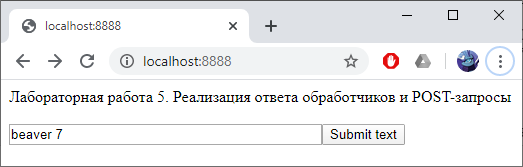 localhost:8888
localhost:8888
Лабораторная работа 5. Реализация ответа обработчиков и POST-запросы
beaver 7
Submit text